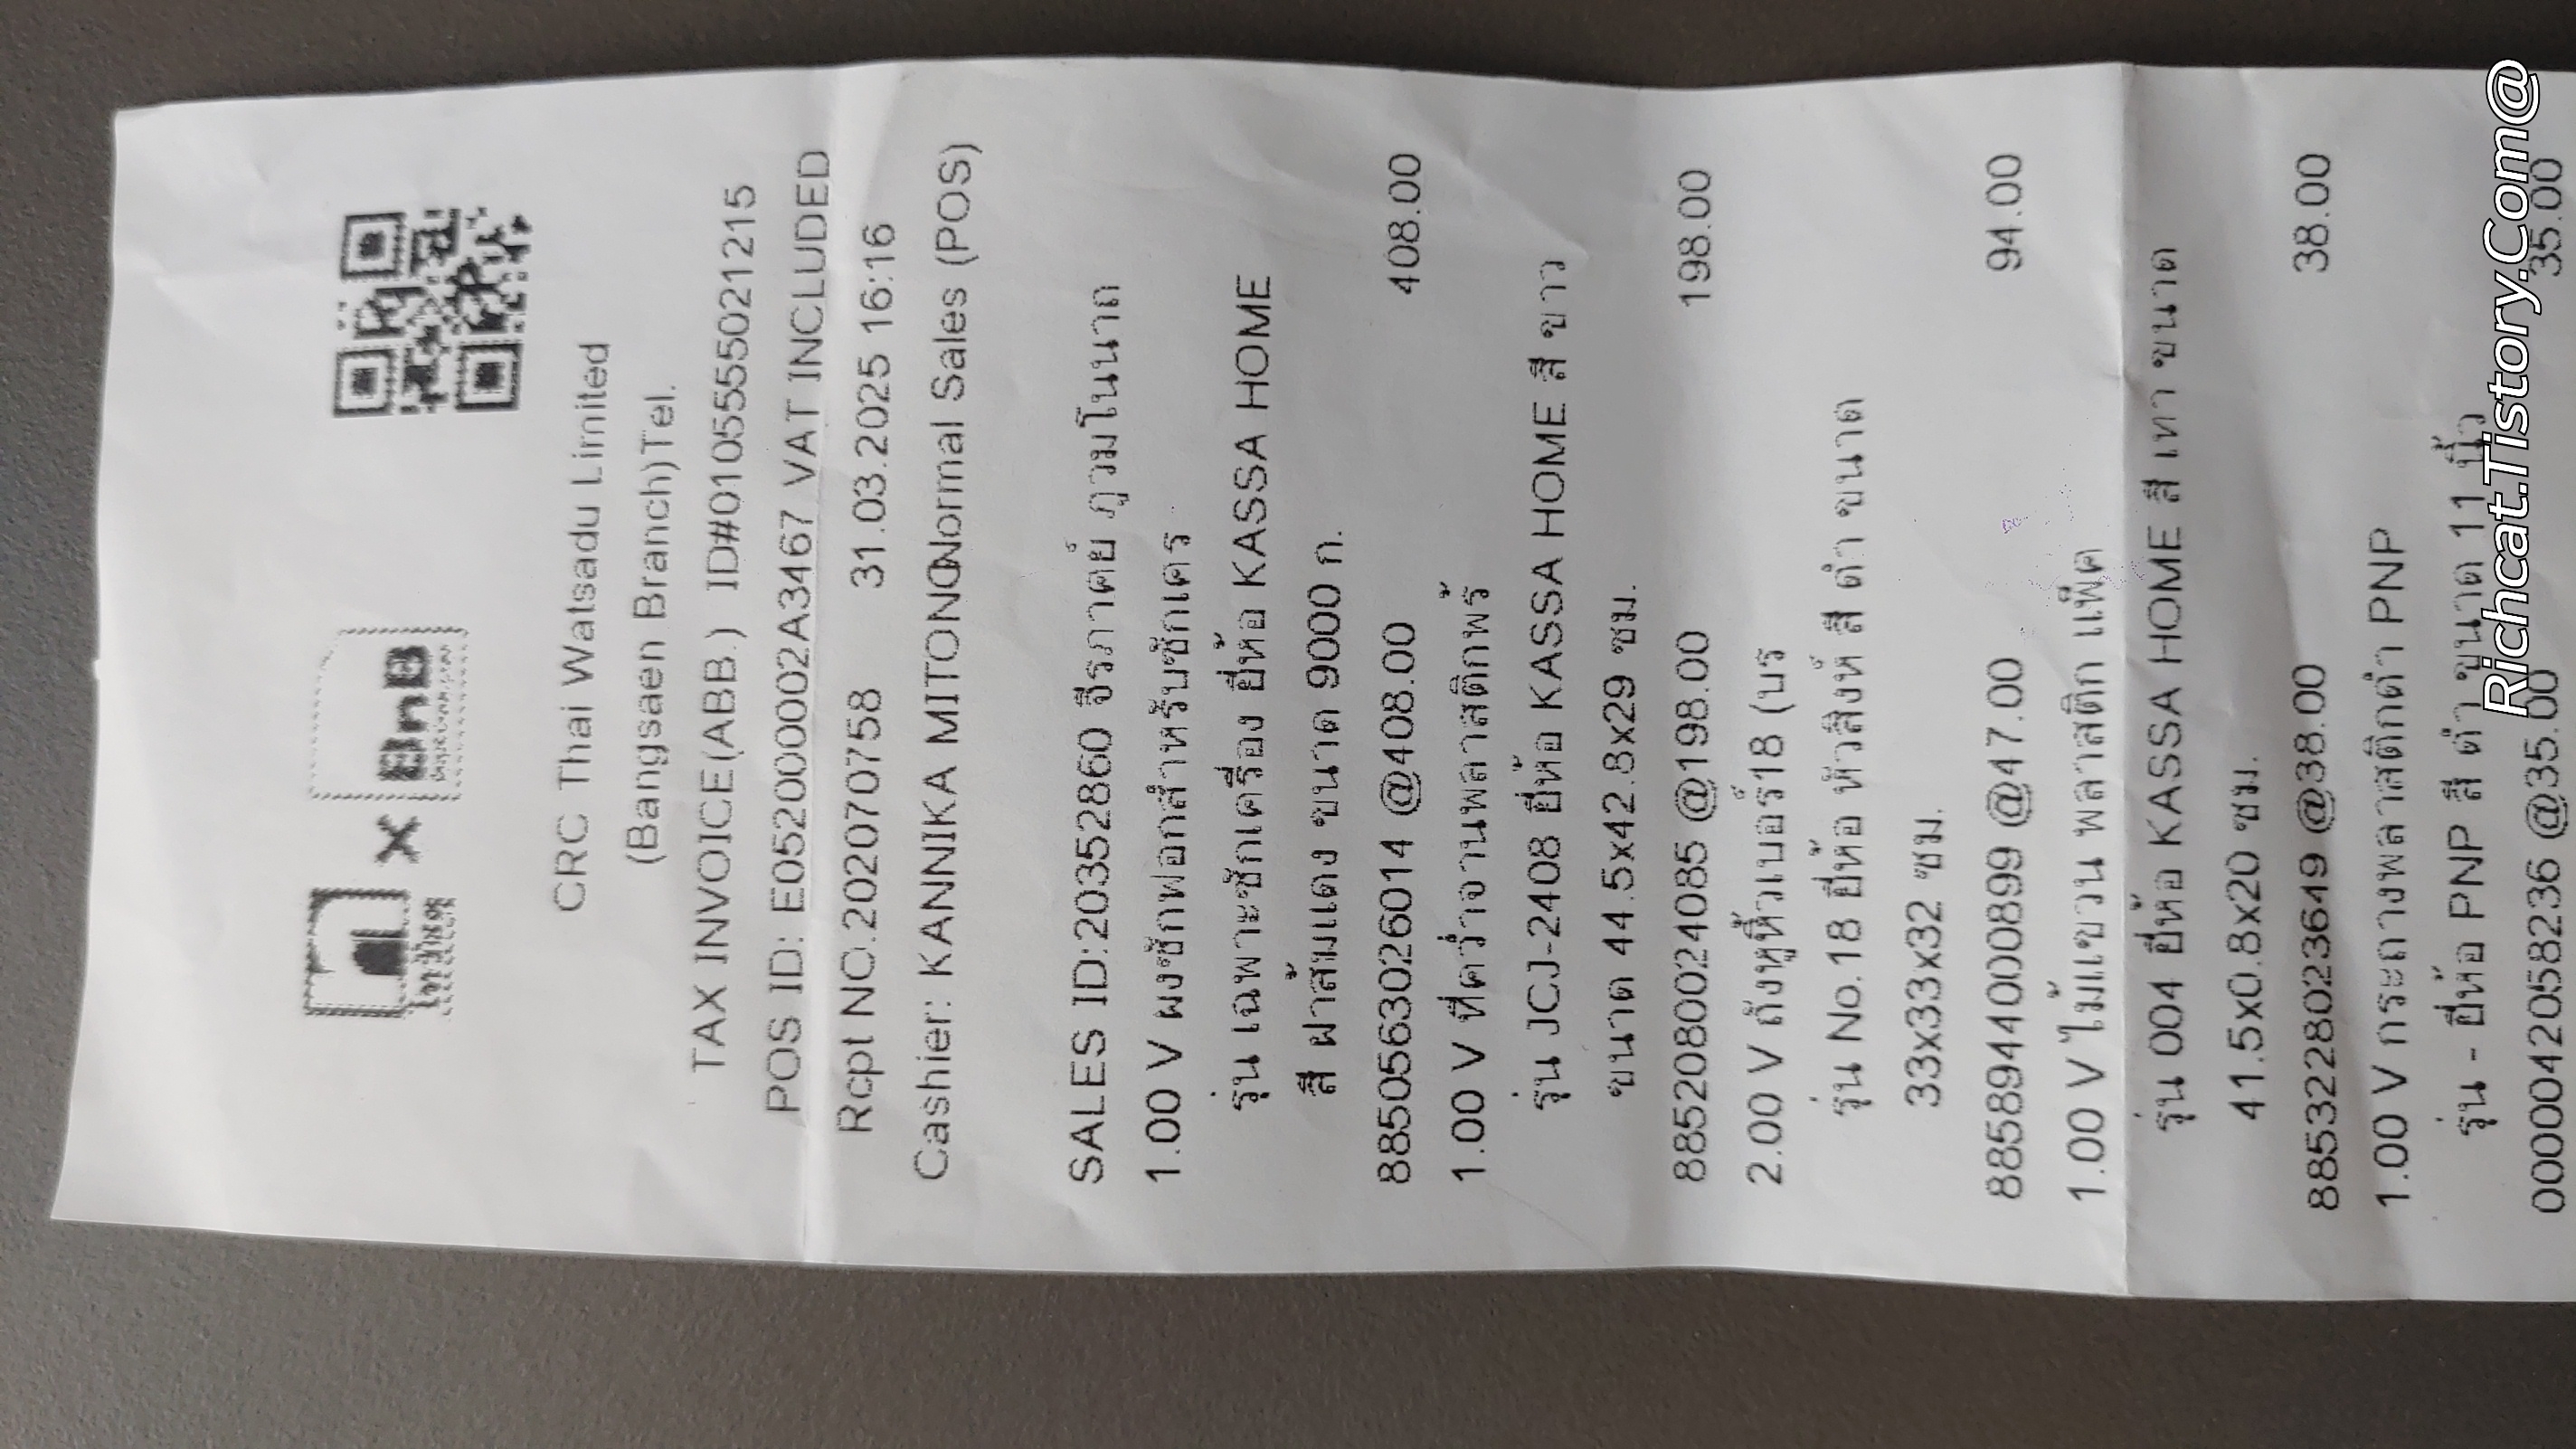 ไทวัสดุ X BnB
CRC Thai Watsadu Limited
(Bangsaen Branch)Tel.
TAX INVOICE(ABB.) ID#0105555021215
POS ID: E052000002A3467 VAT INCLUDED
Rcpt NO.202070758 31.03.2025 16:16
Cashier: KANNIKA MITONG Normal Sales (POS)
SALES ID:20352860 จีรภาคย์ ภูวมโนนาถ
1.00 V ผงซักฟอกสำหรับซักเคร
รุ่น เฉพาะซักเครื่อง ยี่ห้อ KASSA HOME
สี ฝาส้มแดง ขนาด 9000 ก.
8850563026014 @408.00 408.00
1.00 V ที่คว่ำจานพลาสติกพร้
รุ่น JCJ-2408 ยี่ห้อ KASSA HOME สี ขาว
ขนาด 44.5x42.8x29 ซม.
8852080024085 @198.00 198.00
2.00 V ถังหูหิ้วเบอร์18 (บร
รุ่น No.18 ยี่ห้อ หัวสิงห์ สี ดำ ขนาด
33x33x32 ซม.
8858944000899 @47.00 94.00
1.00 V ไม้แขวน พลาสติก แพ็ค
รุ่น 004 ยี่ห้อ KASSA HOME สี เทา ขนาด
41.5x0.8x20 ซม.
8853228023649 @38.00 38.00
1.00 V กระถางพลาสติกดำ PNP
รุ่น - ยี่ห้อ PNP สี ดำ ขนาด 11 นิ้ว
0000042058236 @35.00 35.00
Richcat.Tistory.Com@